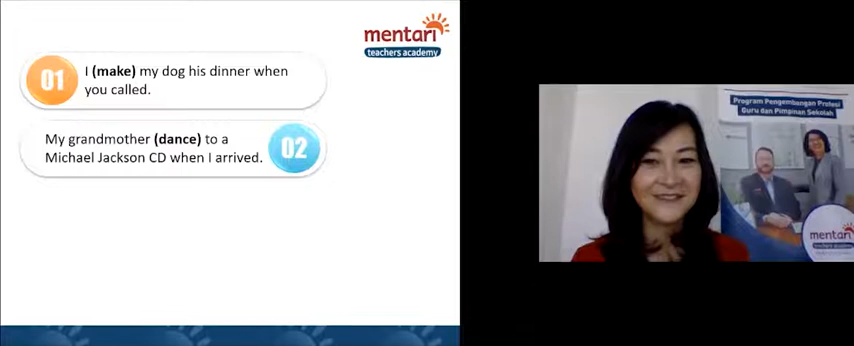 mentari
teachers academy
01
I (make) my dog his dinner when
you called.
My grandmother (dance) to a
Michael Jackson CD when I arrived.
02
Program Pengembangan Profesi
Guru dan Pimpinan Sekolah
mentari
teachers academy